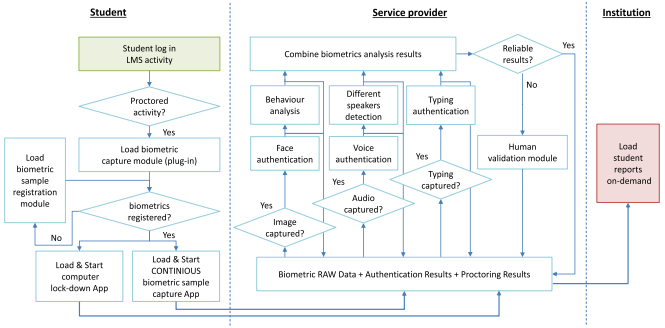 Student
Service provider
Institution
Student log in
LMS activity
Combine biometrics analysis results
Reliable
results?
Yes
No
Proctored
activity?
Yes
Behaviour
analysis
Different
speakers
detection
Typing
authentication
Load biometric
capture module (plug-in)
Load
biometric
sample
registration
module
Face
authentication
Voice
authentication
Human
validation module
Load
student
reports
on-demand
Yes
Typing
captured?
Yes
Audio
captured?
Yes
Image
captured?
biometrics
registered?
No
Yes
Load & Start
computer
lock-down App
Load & Start
CONTINIOUS
biometric sample
capture App
Biometric RAW Data + Authentication Results + Proctoring Results